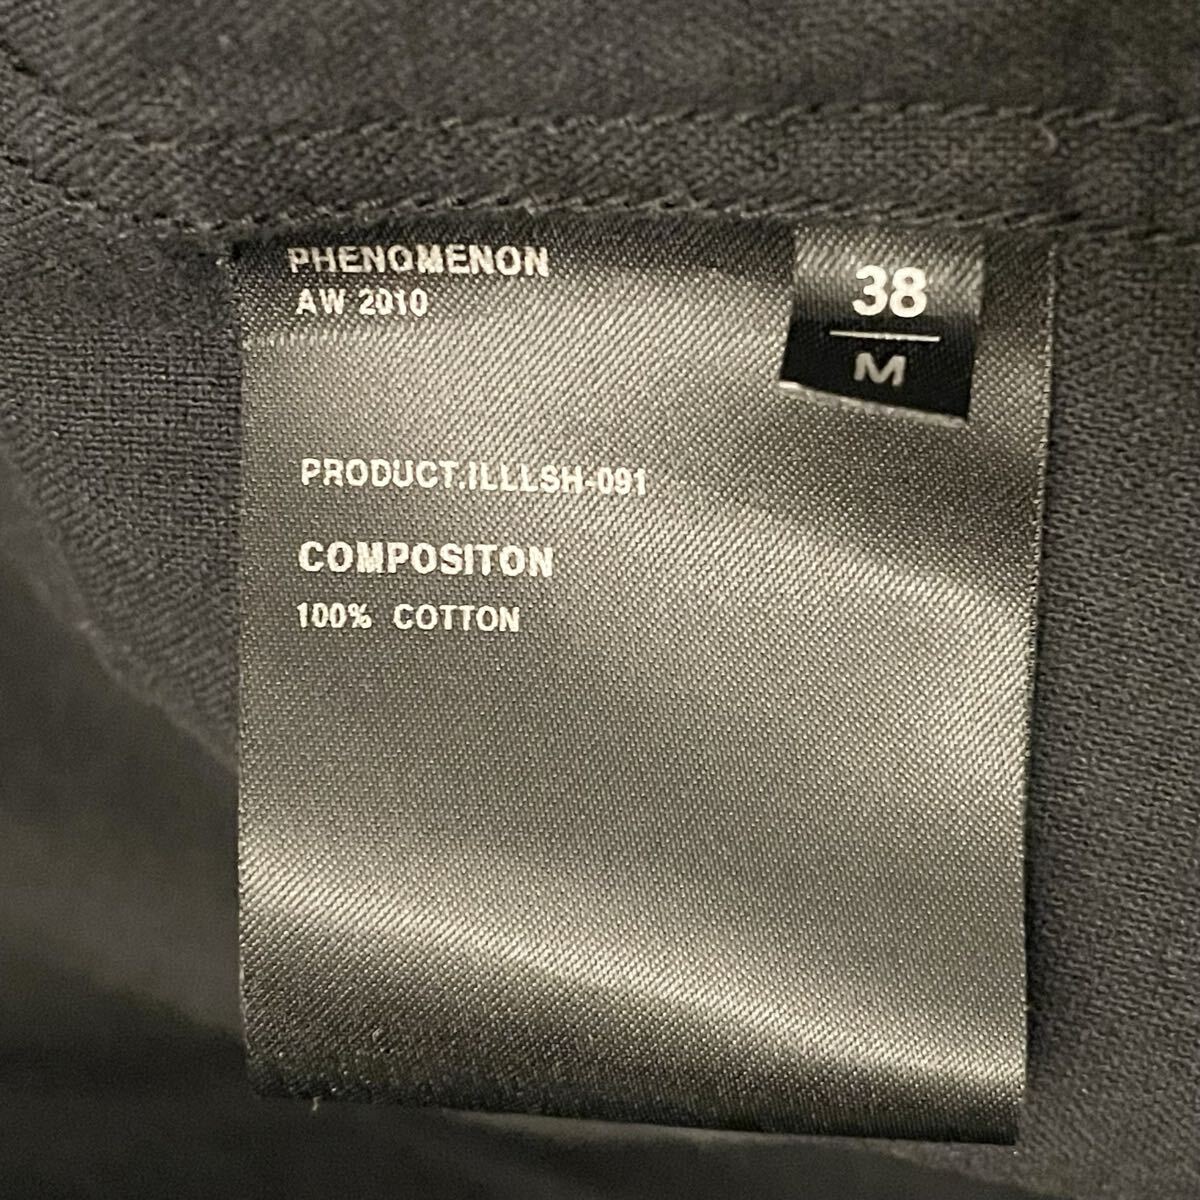 PHENOMENON
AW 2010
38
M
PRODUCT:ILLLSH-091
COMPOSITON
100% COTTON